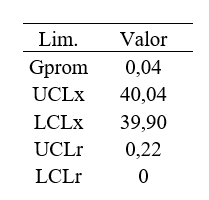 Lim. Valor
Gprom 0,04
UCLx 40,04
LCLx 39,90
UCLr 0,22
LCLr 0